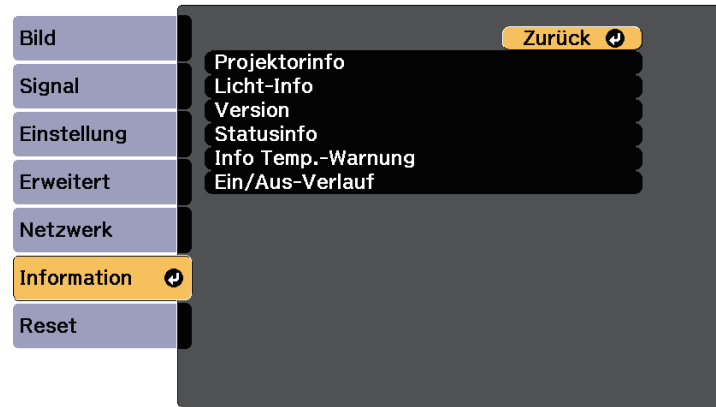 Bild
Signal
Einstellung
Erweitert
Netzwerk
Information
Reset
Zurück
Projektorinfo
Licht-Info
Version
Statusinfo
Info Temp.-Warnung
Ein/Aus-Verlauf